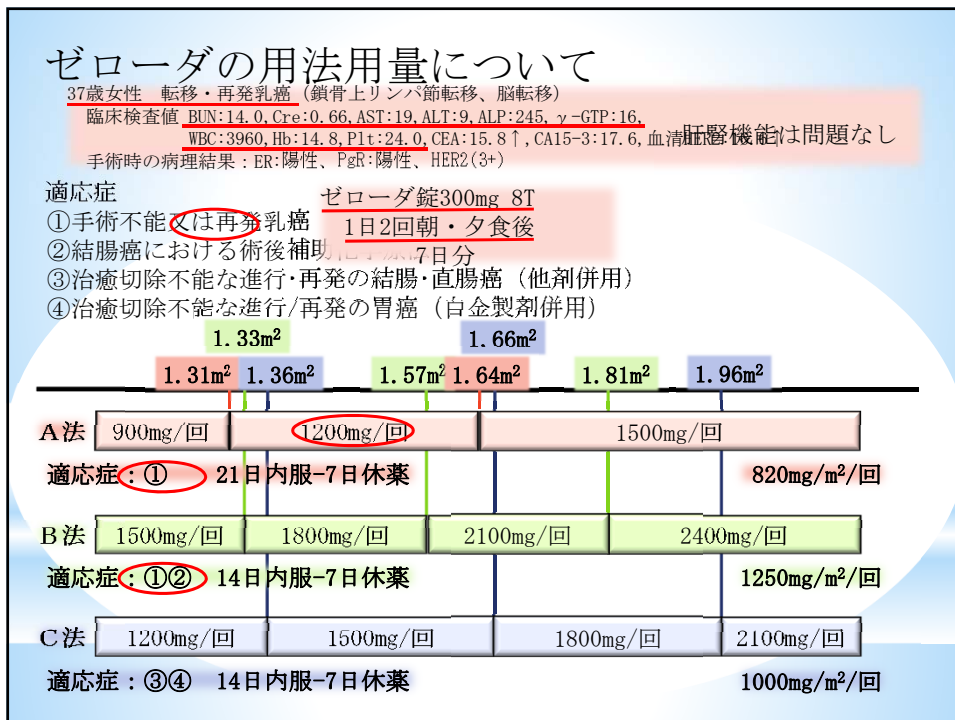 ゼローダの用法用量について
37歳女性　転移・再発乳癌（鎖骨上リンパ節転移、脳転移）
臨床検査値 BUN:14.0,Cre:0.66,AST:19,ALT:9,ALP:245,γ-GTP:16,
WBC:3960,Hb:14.8,Plt:24.0,CEA:15.8↑,CA15-3:17.6,血清
肝腎機能は問題なし
手術時の病理結果：ER:陽性、PgR:陽性、HER2(3+)
適応症
①手術不能又は再発乳癌
②結腸癌における術後補助
③治癒切除不能な進行・再発の結腸・直腸癌（他剤併用）
④治癒切除不能な進行/再発の胃癌（白金製剤併用）
ゼローダ錠300mg 8T
1日2回朝・夕食後
7日分
1.33m²　1.66m²
1.31m²　1.36m²　1.57m²　1.64m²　1.81m²　1.96m²
A法　900mg/回　1200mg/回　1500mg/回
適応症：①　21日内服-7日休薬　820mg/m²/回
B法　1500mg/回　1800mg/回　2100mg/回　2400mg/回
適応症：①②　14日内服-7日休薬　1250mg/m²/回
C法　1200mg/回　1500mg/回　1800mg/回　2100mg/回
適応症：③④　14日内服-7日休薬　1000mg/m²/回